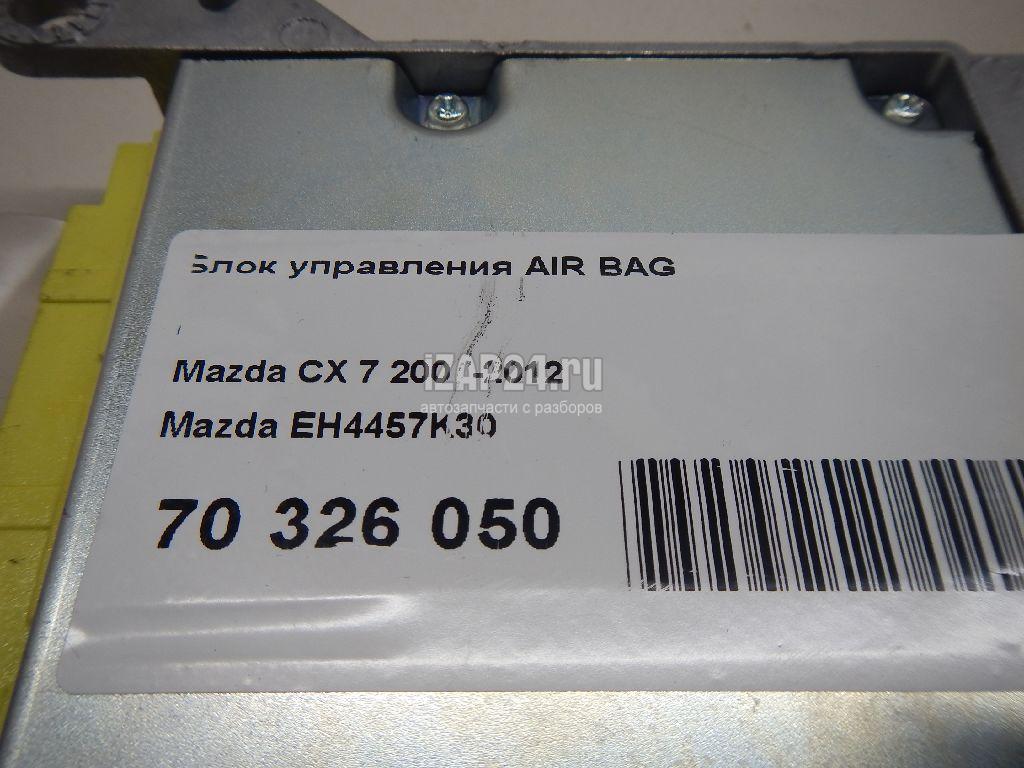 Блок управления AIR BAG
Mazda CX 7 2007-2012
iZAP24.ru
автозапчасти с разборов
Mazda EH4457K30
70 326 050